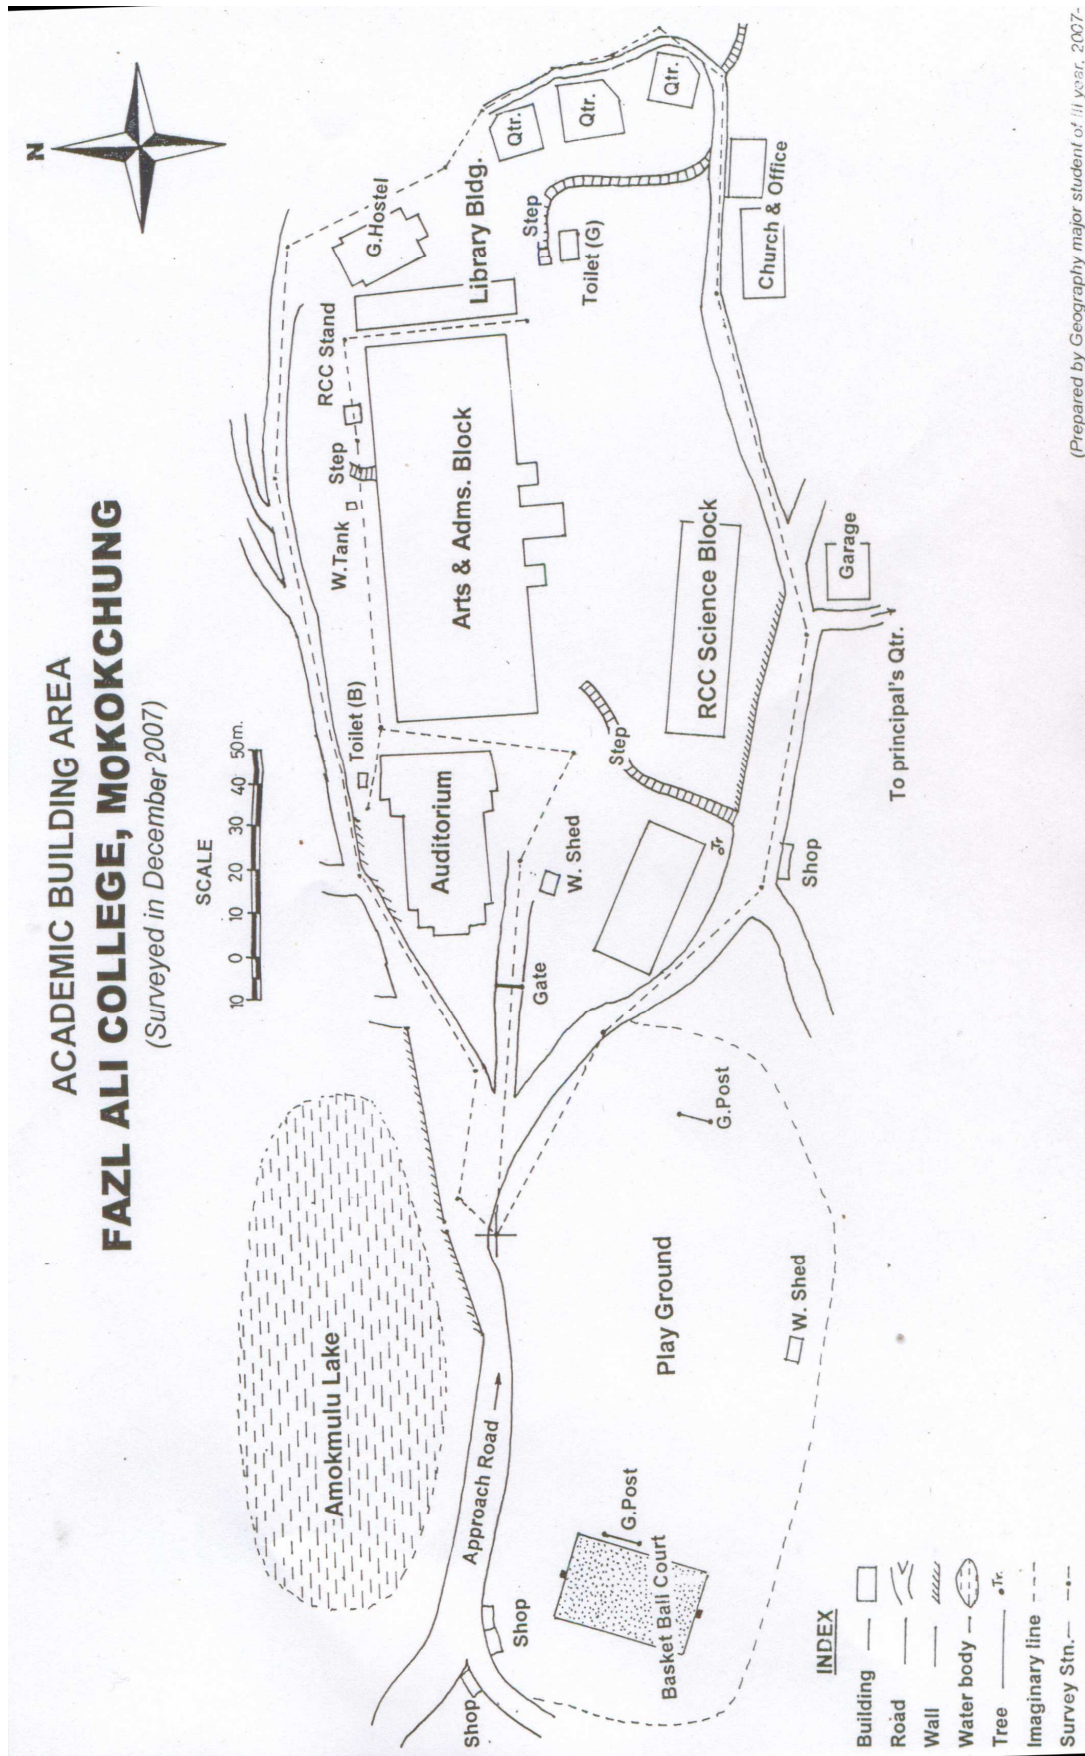 ACADEMIC BUILDING AREA
FAZL ALI COLLEGE, MOKOKCHUNG
(Surveyed in December 2007)
N
SCALE
10 0 10 20 30 40 50m.
Amokmulu Lake
Toilet (B)
W.Tank
Step
RCC Stand
G.Hostel
Auditorium
Arts & Adms. Block
Library Bldg.
Qtr.
Qtr.
Qtr.
Shop
Shop
Approach Road
Gate
W. Shed
Step
Toilet (G)
Step
RCC Science Block
Tr
Church & Office
Basket Ball Court
G.Post
Play Ground
G.Post
W. Shed
Shop
Garage
To principal's Qtr.
INDEX
Building
Road
Wall
Water body
Tree
Tr.
Imaginary line
Survey Stn.
(Prepared by Geography major student of III year, 2007-